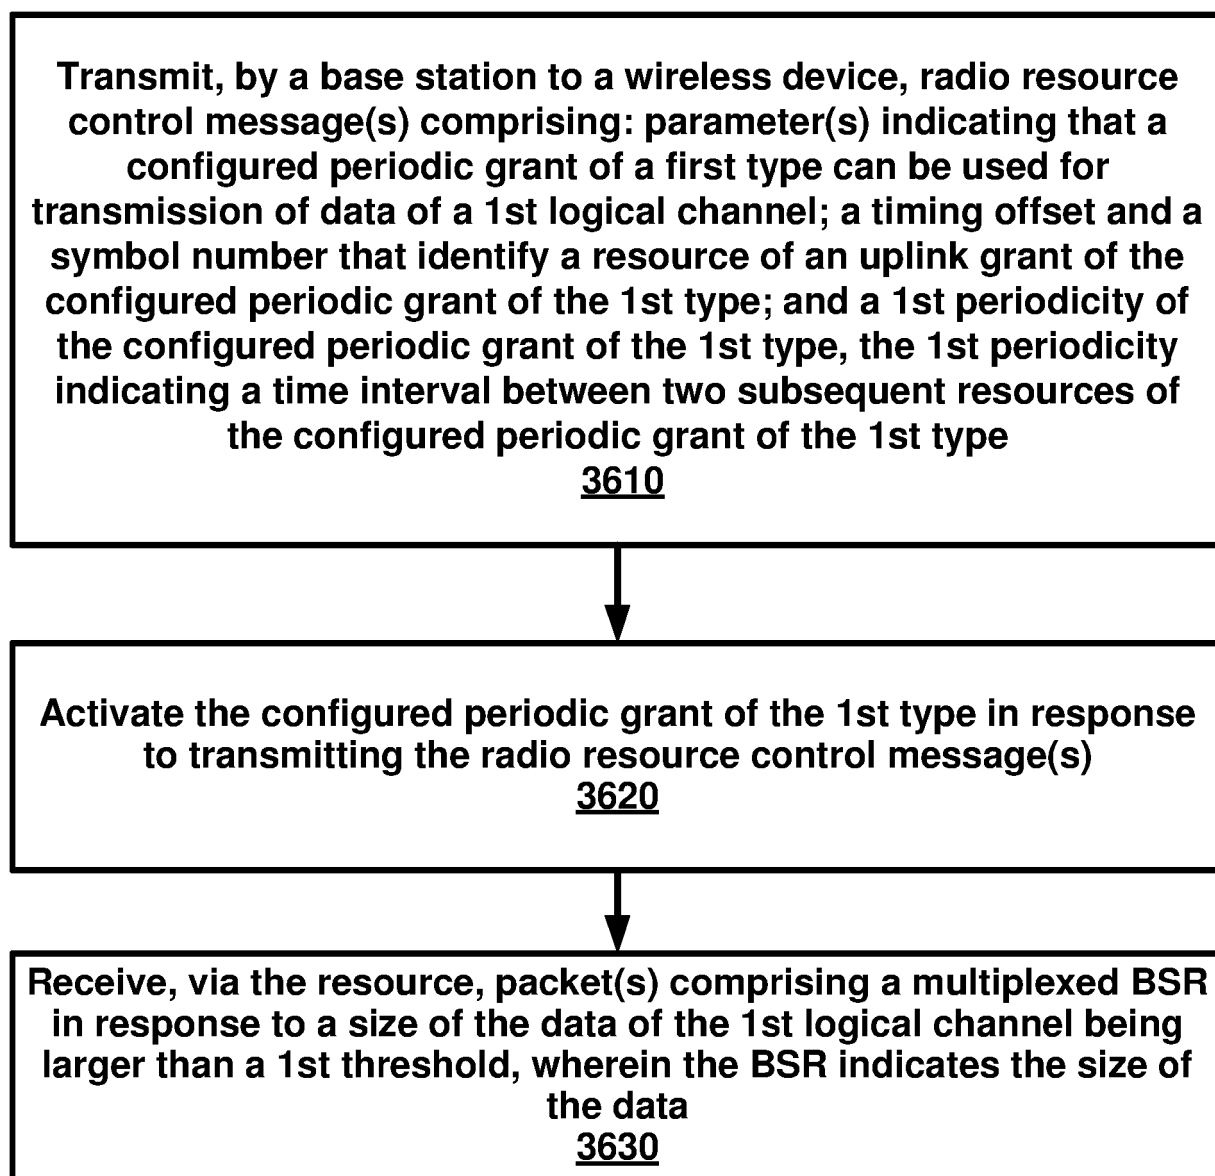 Transmit, by a base station to a wireless device, radio resource
control message(s) comprising: parameter(s) indicating that a
configured periodic grant of a first type can be used for
transmission of data of a 1st logical channel; a timing offset and a
symbol number that identify a resource of an uplink grant of the
configured periodic grant of the 1st type; and a 1st periodicity of
the configured periodic grant of the 1st type, the 1st periodicity
indicating a time interval between two subsequent resources of
the configured periodic grant of the 1st type
3610
Activate the configured periodic grant of the 1st type in response
to transmitting the radio resource control message(s)
3620
Receive, via the resource, packet(s) comprising a multiplexed BSR
in response to a size of the data of the 1st logical channel being
larger than a 1st threshold, wherein the BSR indicates the size of
the data
3630